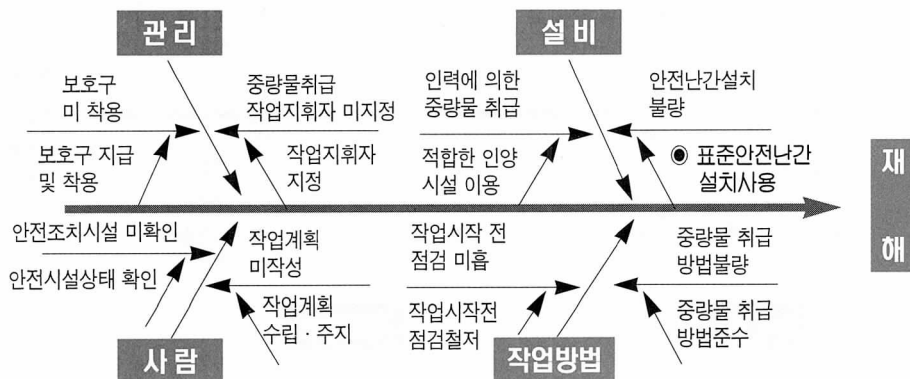 관 리
설 비
보호구
미 착용
중량물취급
작업지휘자 미지정
인력에 의한
중량물 취급
안전난간설치
불량
보호구 지급
및 착용
작업지휘자
지정
적합한 인양
시설 이용
◉ 표준안전난간
설치사용
재
해
안전조치시설 미확인
안전시설상태 확인
작업계획
미작성
작업계획
수립 · 주지
작업시작 전
점검 미흡
작업시작전
점검철저
중량물 취급
방법불량
중량물 취급
방법준수
사 람
작업방법